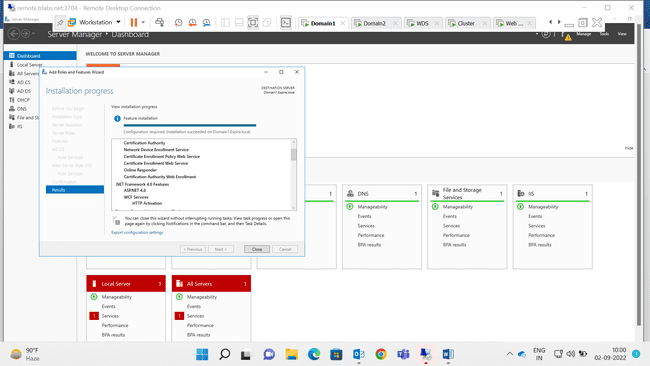 remote.trlabs.net:3704 - Remote Desktop Connection
Server Manager
Workstation
Domain1
Domain2
WDS
Cluster
Web ...
Server Manager
Dashboard
Manage
Tools
View
Dashboard
Local Server
All Servers
AD CS
AD DS
DHCP
DNS
File and St
IIS
WELCOME TO SERVER MANAGER
Add Roles and Features Wizard
Installation progress
DESTINATION SERVER
Domain1.Expra.local
Before You Begin
Installation Type
Server Selection
Server Roles
Features
AD CS
Role Services
Web Server Role (IIS)
Role Services
Confirmation
Results
View installation progress
Feature installation
Configuration required. Installation succeeded on Domain1.Expra.local.
Certification Authority
Network Device Enrollment Service
Certificate Enrollment Policy Web Service
Certificate Enrollment Web Service
Online Responder
Certification Authority Web Enrollment
.NET Framework 4.8 Features
ASP.NET 4.8
WCF Services
HTTP Activation
You can close this wizard without interrupting running tasks. View task progress or open this
page again by clicking Notifications in the command bar, and then Task Details.
Export configuration settings
< Previous
Next >
Close
Cancel
Hide
1
1
DNS
1
File and Storage
Services
1
IIS
1
Manageability
Events
Services
Performance
BPA results
Manageability
Events
Services
Performance
BPA results
Manageability
Events
Services
Performance
BPA results
Local Server
1
Manageability
Events
1
Services
Performance
BPA results
All Servers
1
Manageability
Events
1
Services
Performance
BPA results
90°F
Haze
ENG
IN
10:00
02-09-2022